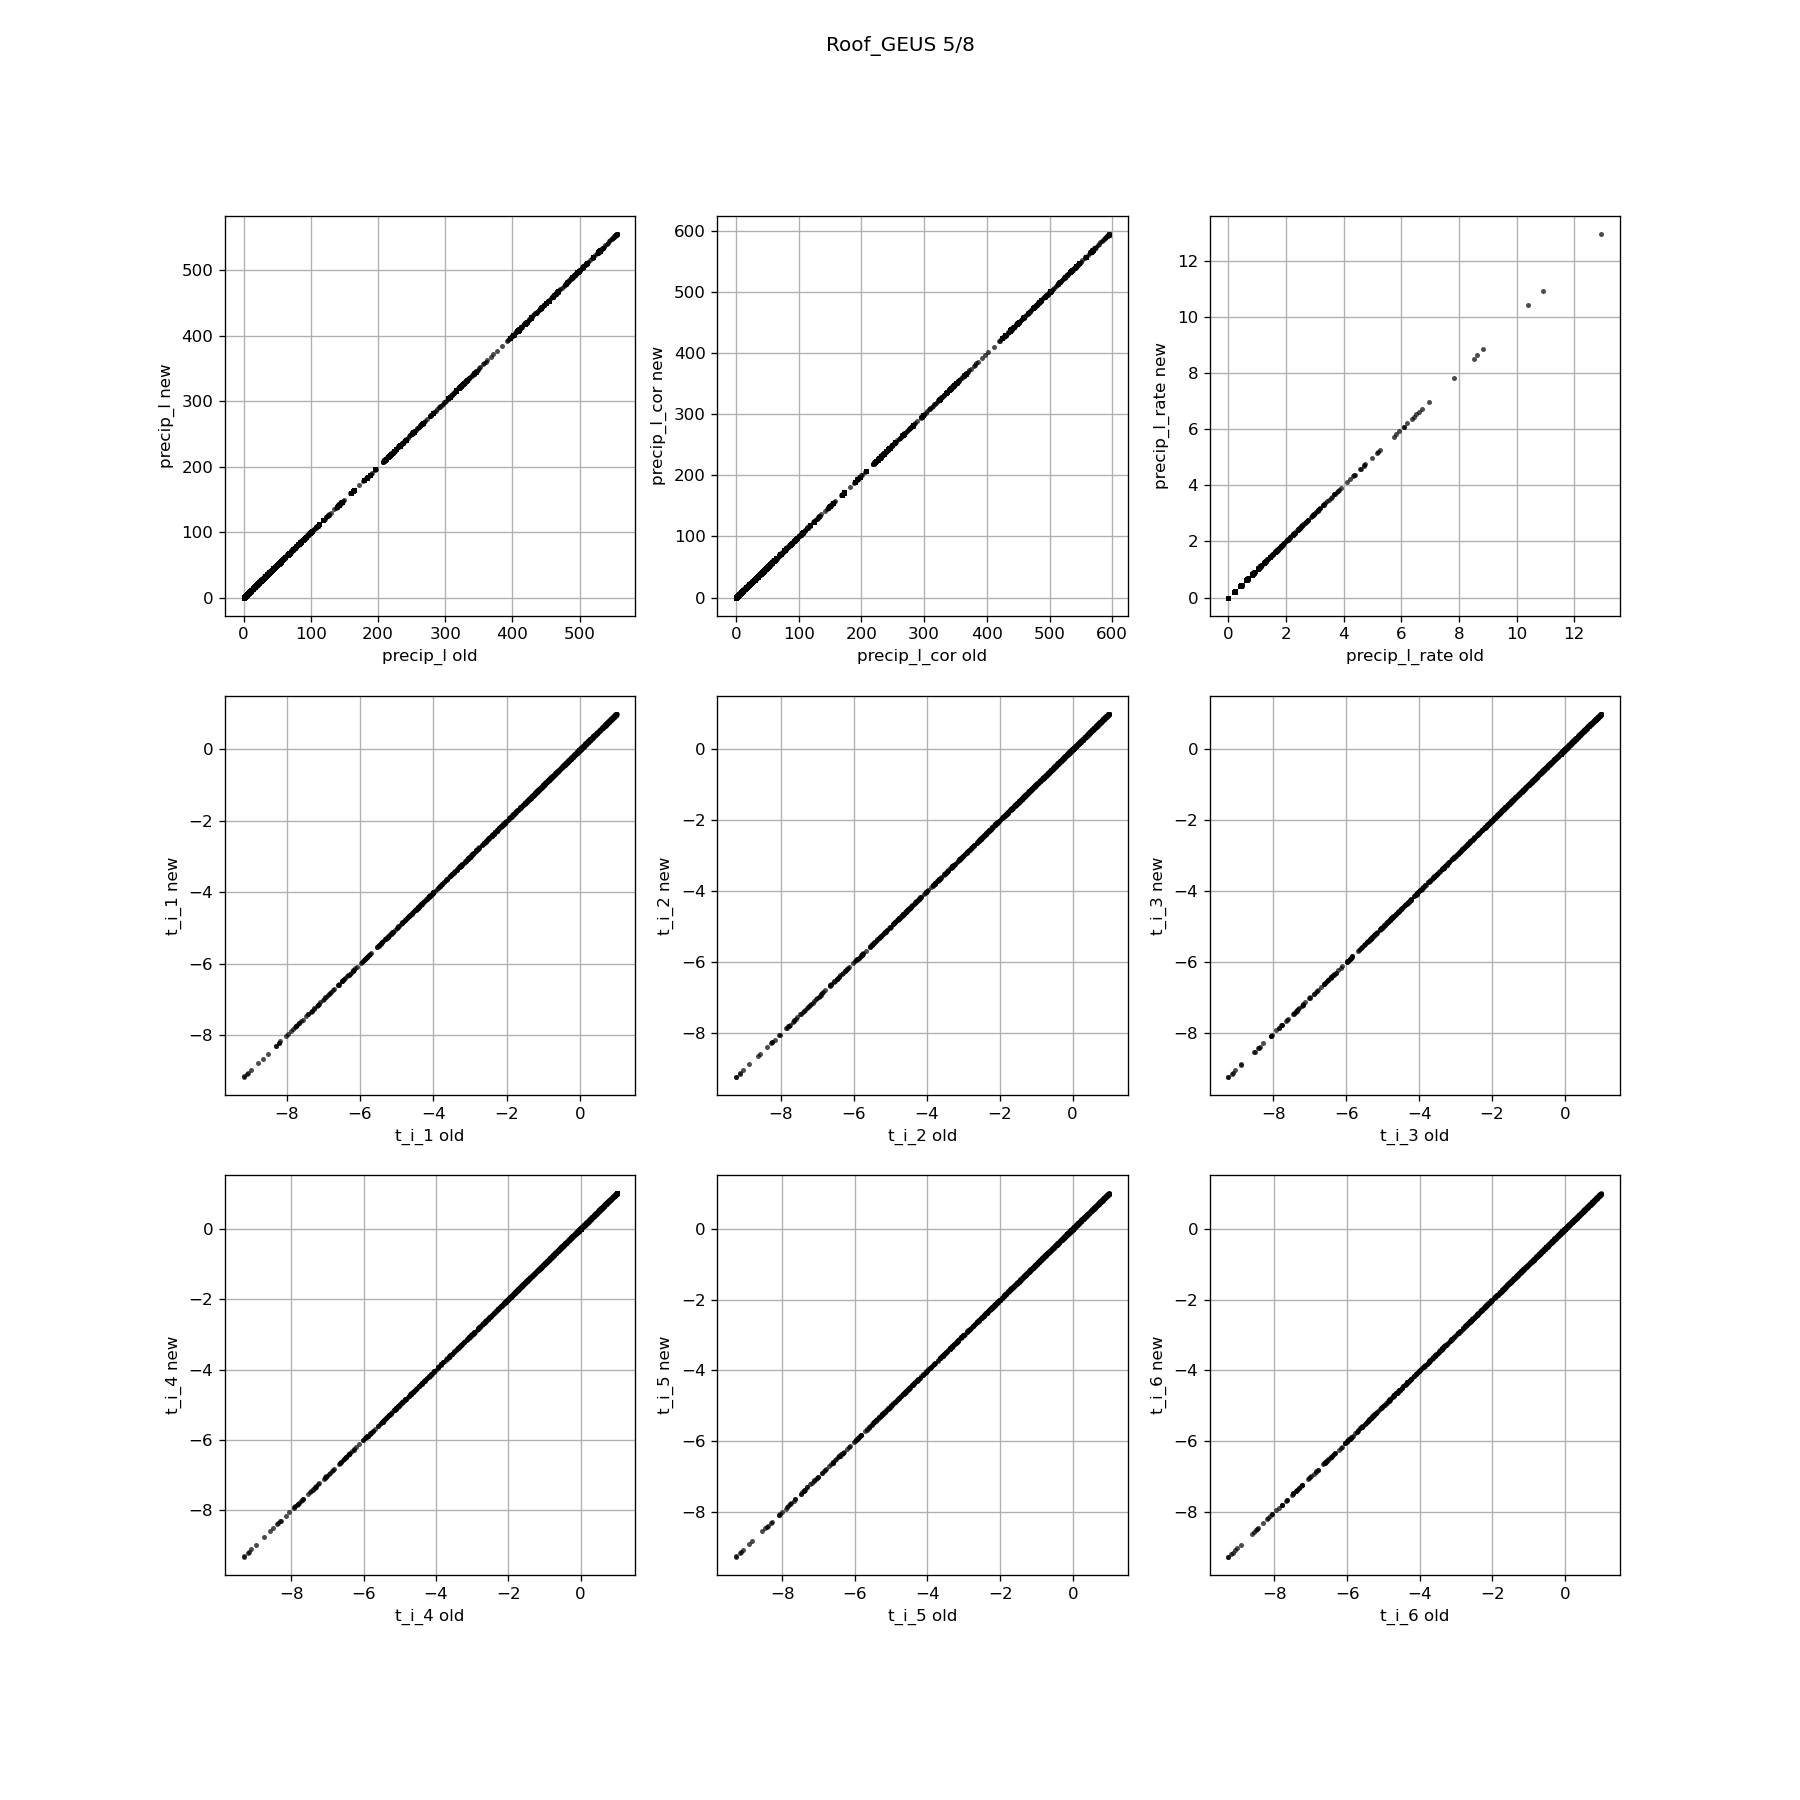 Roof_GEUS 5/8
500
400
300
200
100
0
precip_l new
0 100 200 300 400 500
precip_l old
600
500
400
300
200
100
0
precip_l_cor new
0 100 200 300 400 500 600
precip_l_cor old
12
10
8
6
4
2
0
precip_l_rate new
0 2 4 6 8 10 12
precip_l_rate old
0
−2
−4
−6
−8
t_i_1 new
−8 −6 −4 −2 0
t_i_1 old
0
−2
−4
−6
−8
t_i_2 new
−8 −6 −4 −2 0
t_i_2 old
0
−2
−4
−6
−8
t_i_3 new
−8 −6 −4 −2 0
t_i_3 old
0
−2
−4
−6
−8
t_i_4 new
−8 −6 −4 −2 0
t_i_4 old
0
−2
−4
−6
−8
t_i_5 new
−8 −6 −4 −2 0
t_i_5 old
0
−2
−4
−6
−8
t_i_6 new
−8 −6 −4 −2 0
t_i_6 old